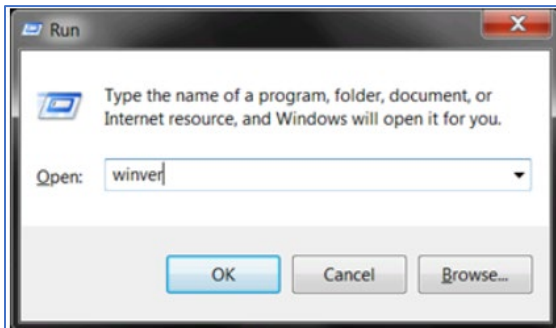 Run
X
Type the name of a program, folder, document, or
Internet resource, and Windows will open it for you.
Open: winver
OK Cancel Browse...